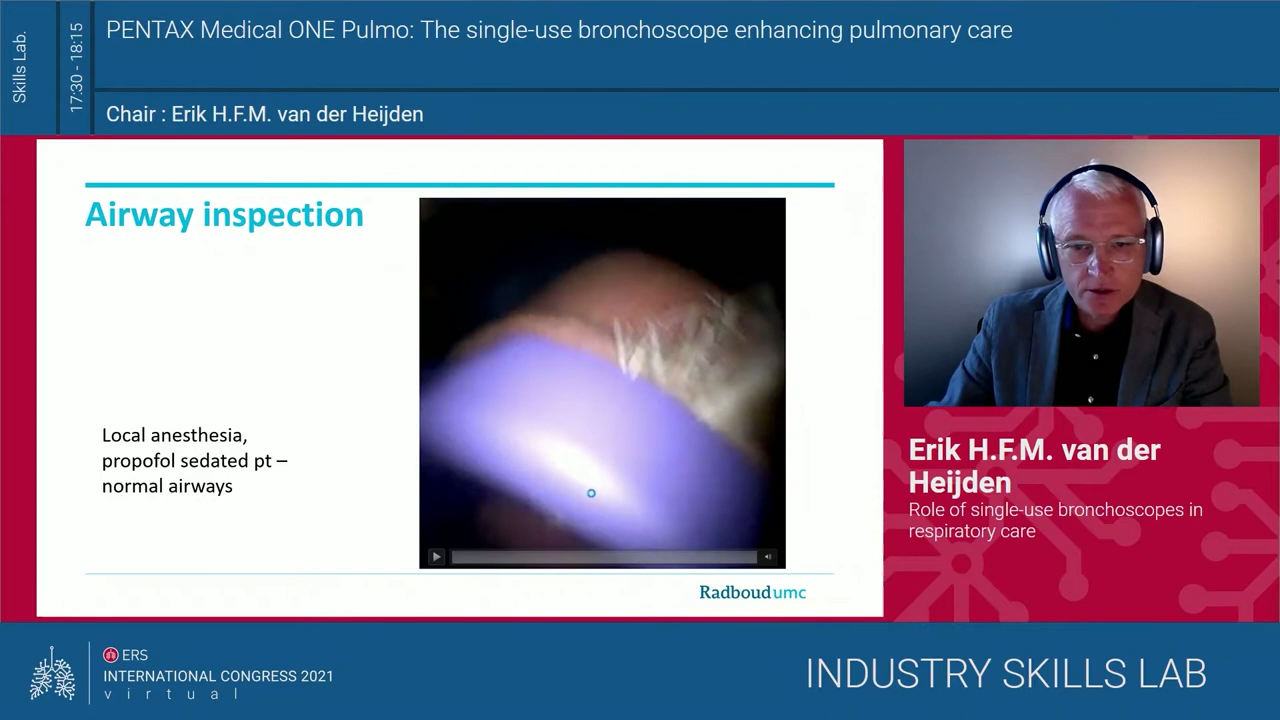 Skills Lab.
17:30 - 18:15
PENTAX Medical ONE Pulmo: The single-use bronchoscope enhancing pulmonary care
Chair : Erik H.F.M. van der Heijden
Airway inspection
Local anesthesia,
propofol sedated pt –
normal airways
Radboudumc
Erik H.F.M. van der
Heijden
Role of single-use bronchoscopes in
respiratory care
ERS
INTERNATIONAL CONGRESS 2021
virtual
INDUSTRY SKILLS LAB